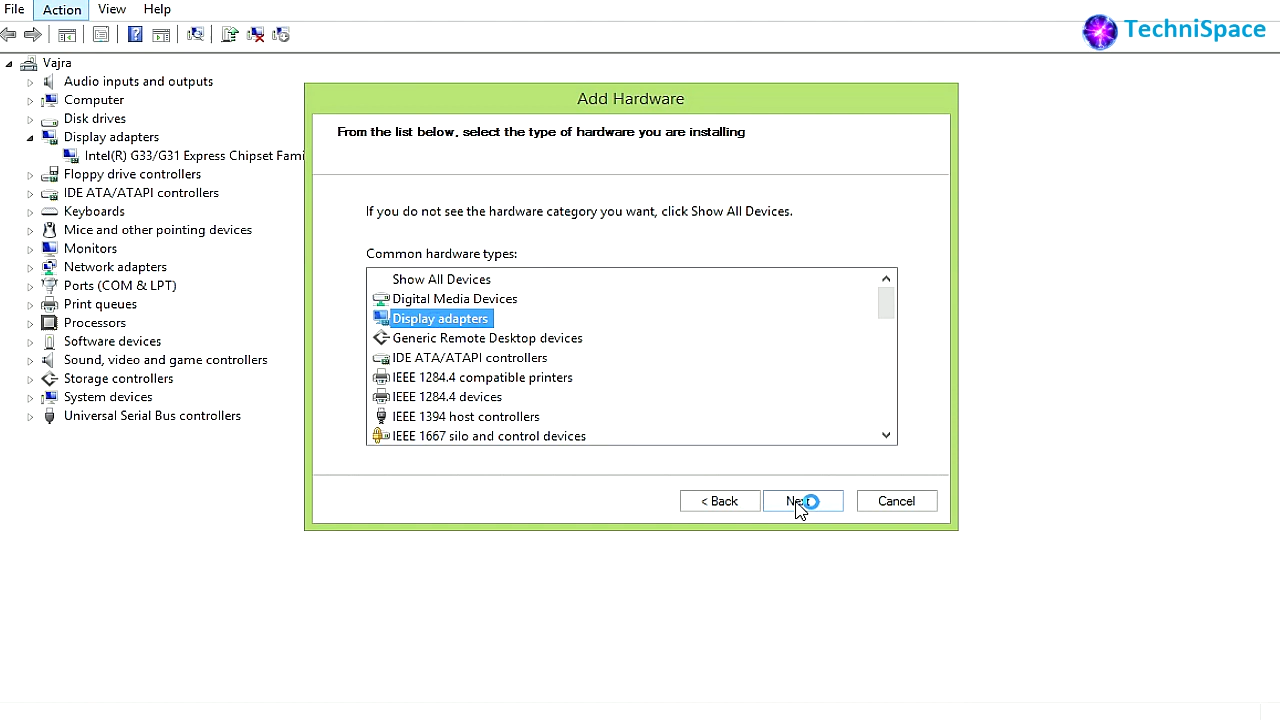 File Action View Help
TechniSpace
Vajra
Audio inputs and outputs
Computer
Disk drives
Display adapters
Intel(R) G33/G31 Express Chipset Fami
Floppy drive controllers
IDE ATA/ATAPI controllers
Keyboards
Mice and other pointing devices
Monitors
Network adapters
Ports (COM & LPT)
Print queues
Processors
Software devices
Sound, video and game controllers
Storage controllers
System devices
Universal Serial Bus controllers
Add Hardware
From the list below, select the type of hardware you are installing
If you do not see the hardware category you want, click Show All Devices.
Common hardware types:
Show All Devices
Digital Media Devices
Display adapters
Generic Remote Desktop devices
IDE ATA/ATAPI controllers
IEEE 1284.4 compatible printers
IEEE 1284.4 devices
IEEE 1394 host controllers
IEEE 1667 silo and control devices
< Back Next Cancel